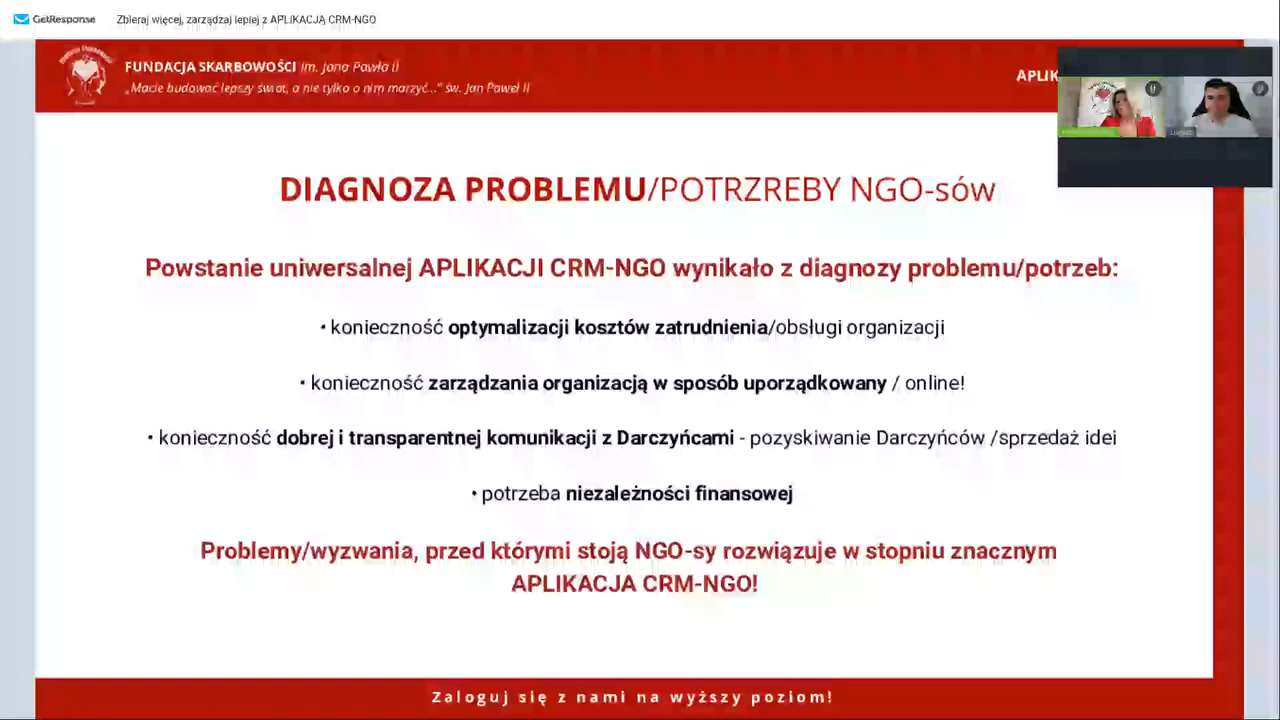 GetResponse Zbieraj więcej, zarządzaj lepiej z APLIKACJĄ CRM-NGO
FUNDACJA SKARBOWOŚCI im. Jana Pawła II
„Macie budować lepszy świat, a nie tylko o nim marzyć..." św. Jan Paweł II
APLIK
DIAGNOZA PROBLEMU/POTRZREBY NGO-sów
Powstanie uniwersalnej APLIKACJI CRM-NGO wynikało z diagnozy problemu/potrzeb:
• konieczność optymalizacji kosztów zatrudnienia/obsługi organizacji
• konieczność zarządzania organizacją w sposób uporządkowany / online!
• konieczność dobrej i transparentnej komunikacji z Darczyńcami - pozyskiwanie Darczyńców /sprzedaż idei
• potrzeba niezależności finansowej
Problemy/wyzwania, przed którymi stoją NGO-sy rozwiązuje w stopniu znacznym
APLIKACJA CRM-NGO!
Zaloguj się z nami na wyższy poziom!